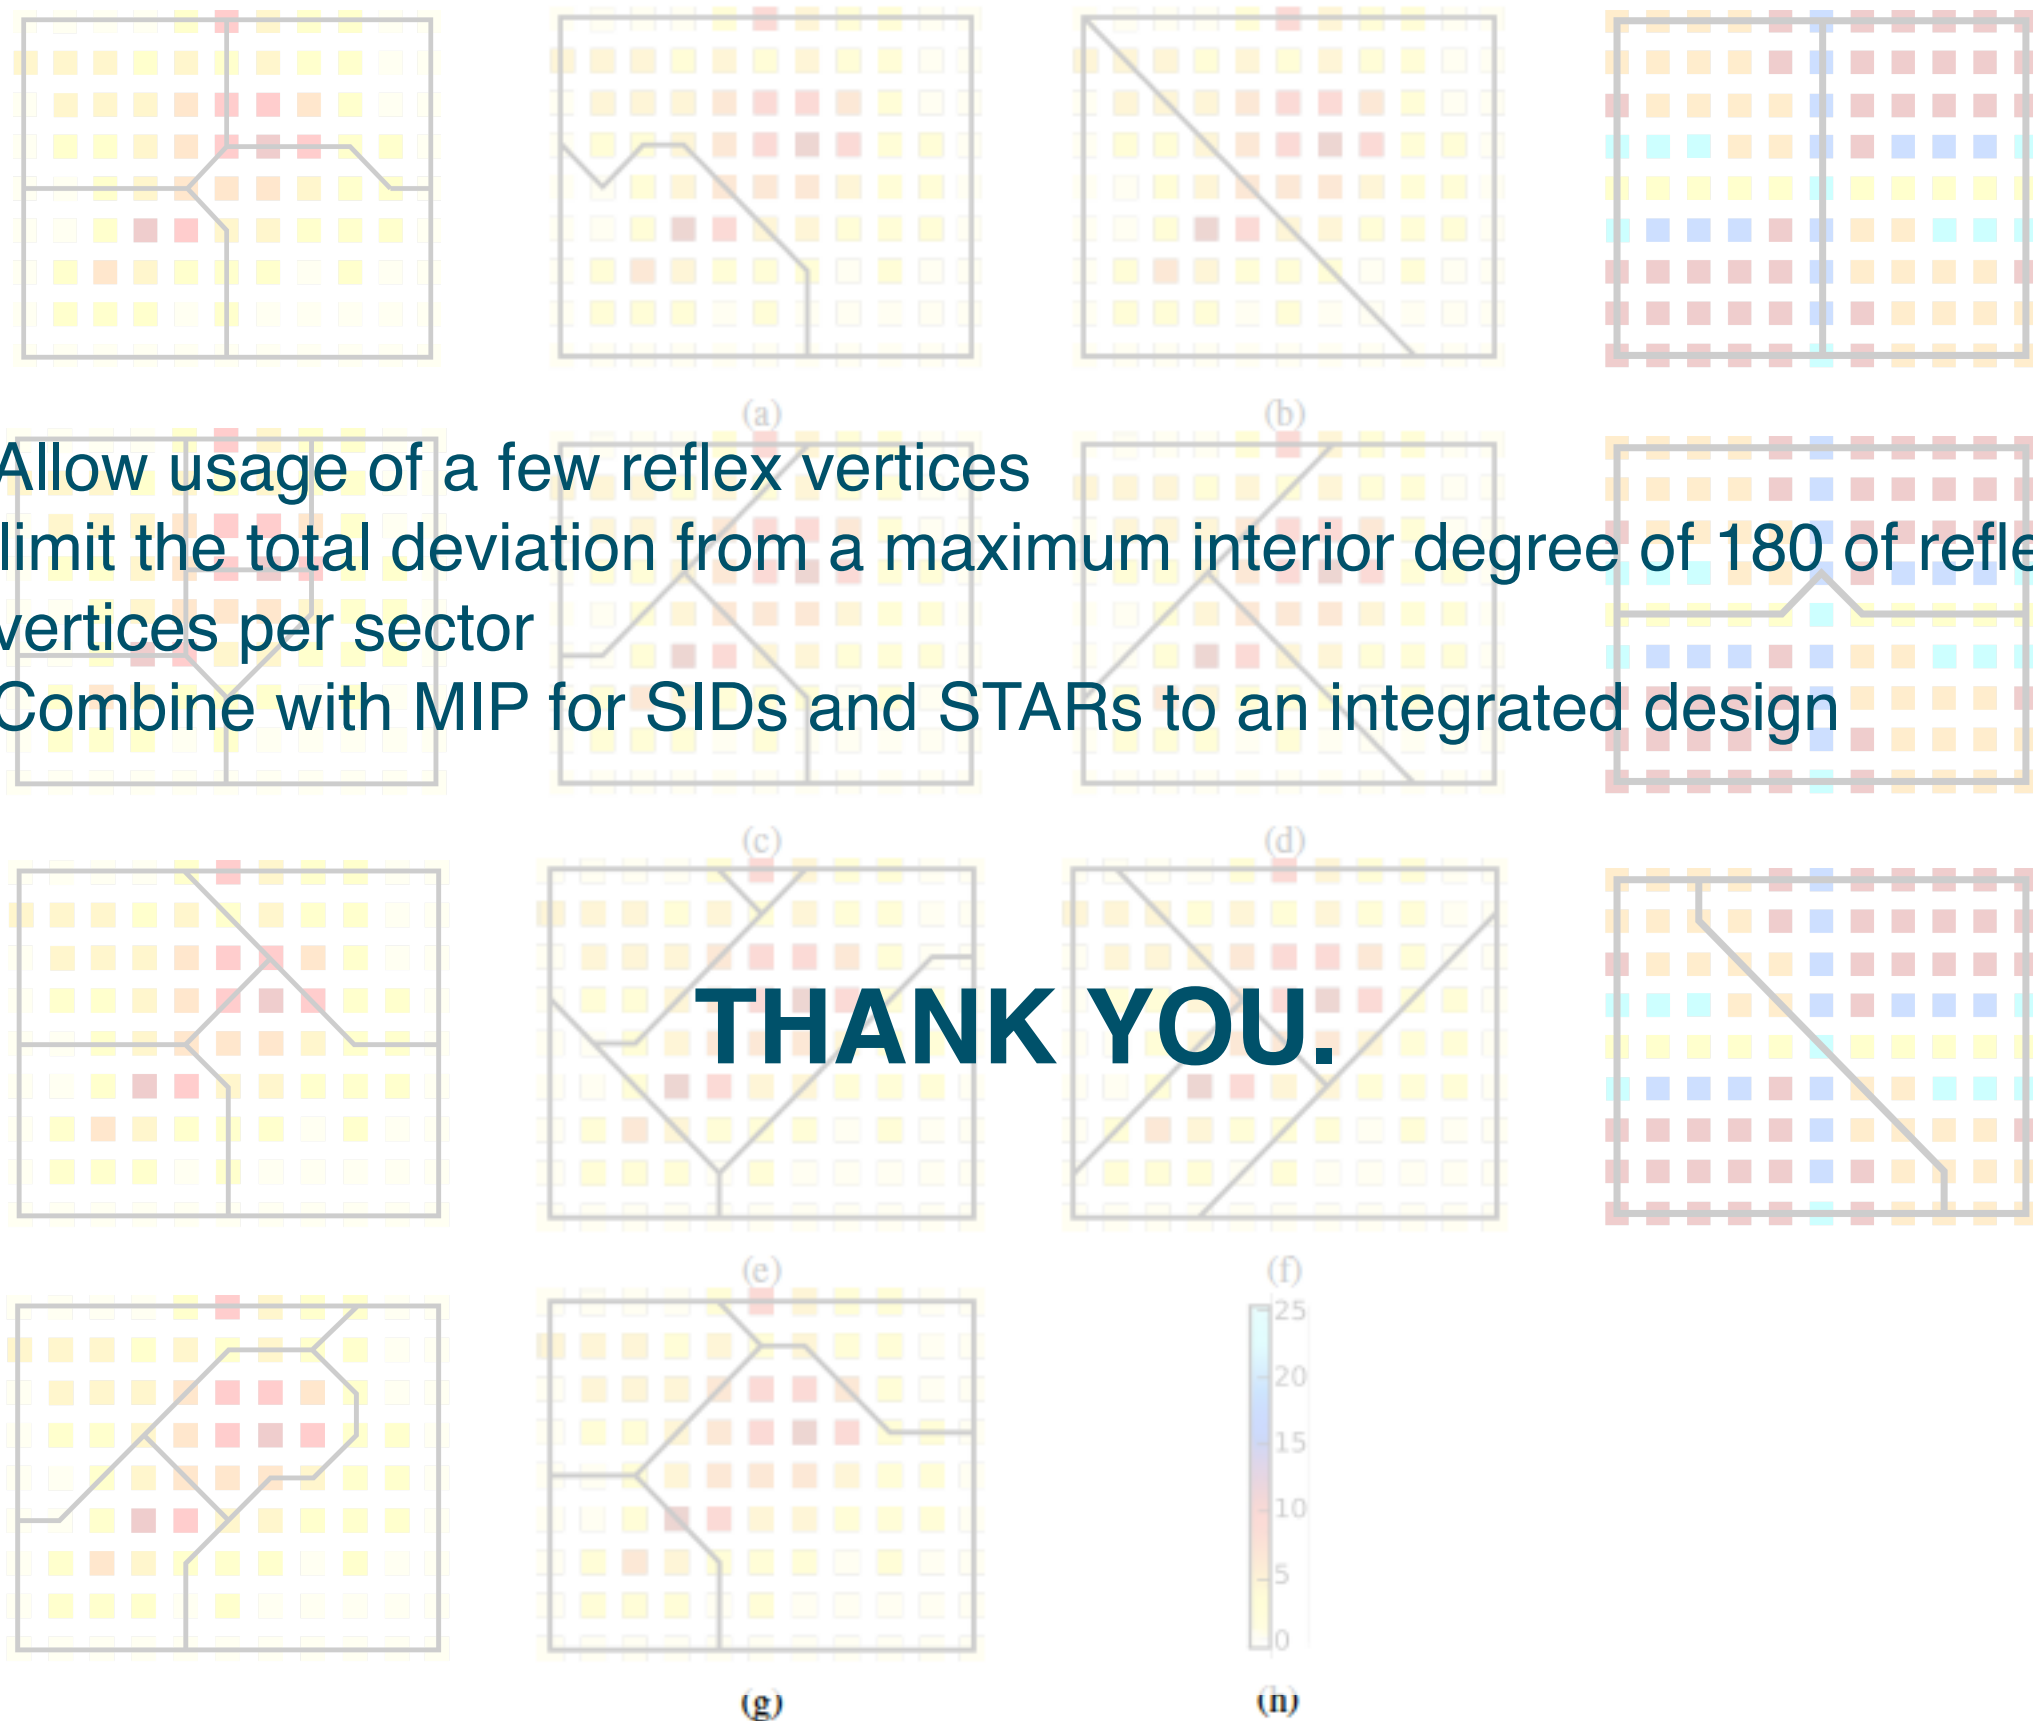 (a)
(b)
Allow usage of a few reflex vertices
limit the total deviation from a maximum interior degree of 180 of refle
vertices per sector
Combine with MIP for SIDs and STARs to an integrated design
(c)
(d)
THANK YOU.
(e)
(f)
25
20
15
10
5
0
(g)
(h)